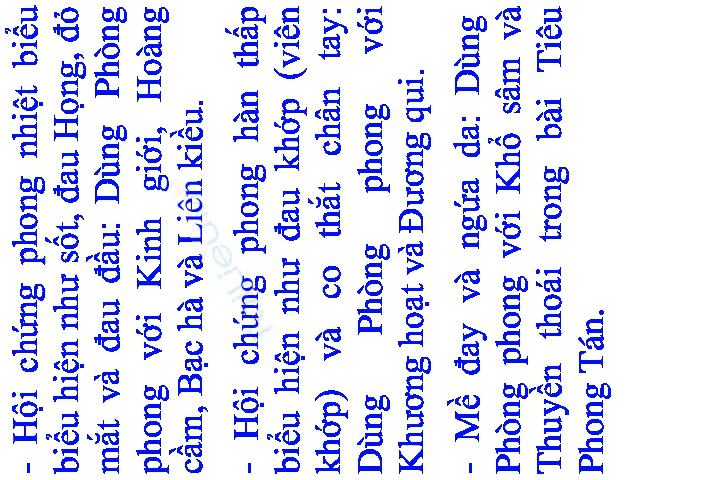 - Hội chứng phong nhiệt biểu
biểu hiện như sốt, đau Họng, đỏ
mắt và đau đầu: Dùng Phòng
phong với Kinh giới, Hoàng
cầm, Bạc hà và Liên kiều.
- Hội chứng phong hàn thấp
biểu hiện như đau khớp (viên
khớp) và co thắt chân tay:
Dùng Phòng phong với
Khương hoạt và Đương qui.
- Mề đay và ngứa da: Dùng
Phòng phong với Khổ sâm và
Thuyền thoái trong bài Tiêu
Phong Tán.